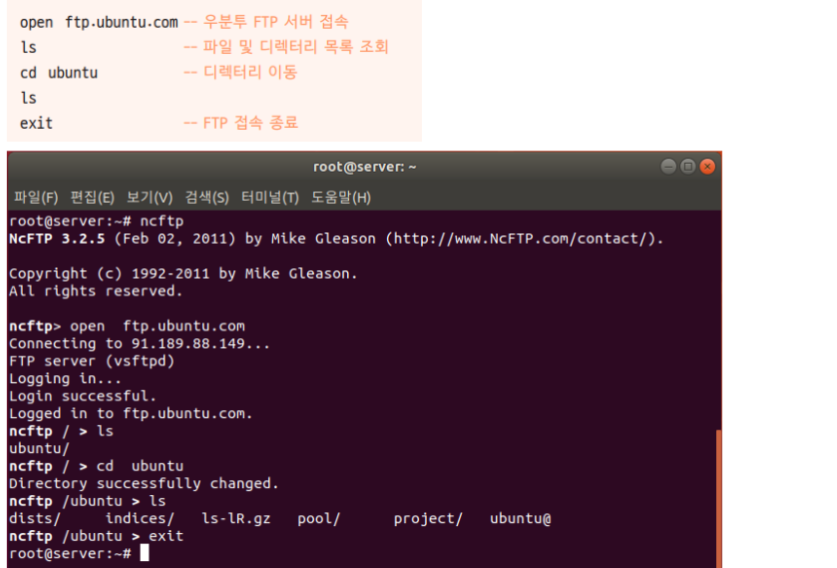 open ftp.ubuntu.com -- 우분투 FTP 서버 접속
ls -- 파일 및 디렉터리 목록 조회
cd ubuntu -- 디렉터리 이동
ls
exit -- FTP 접속 종료
root@server: ~
파일(F) 편집(E) 보기(V) 검색(S) 터미널(T) 도움말(H)
root@server:~# ncftp
NcFTP 3.2.5 (Feb 02, 2011) by Mike Gleason (http://www.NcFTP.com/contact/).
Copyright (c) 1992-2011 by Mike Gleason.
All rights reserved.
ncftp> open  ftp.ubuntu.com
Connecting to 91.189.88.149...
FTP server (vsftpd)
Logging in...
Login successful.
Logged in to ftp.ubuntu.com.
ncftp / > ls
ubuntu/
ncftp / > cd  ubuntu
Directory successfully changed.
ncftp /ubuntu > ls
dists/     indices/   ls-lR.gz   pool/      project/   ubuntu@
ncftp /ubuntu > exit
root@server:~#